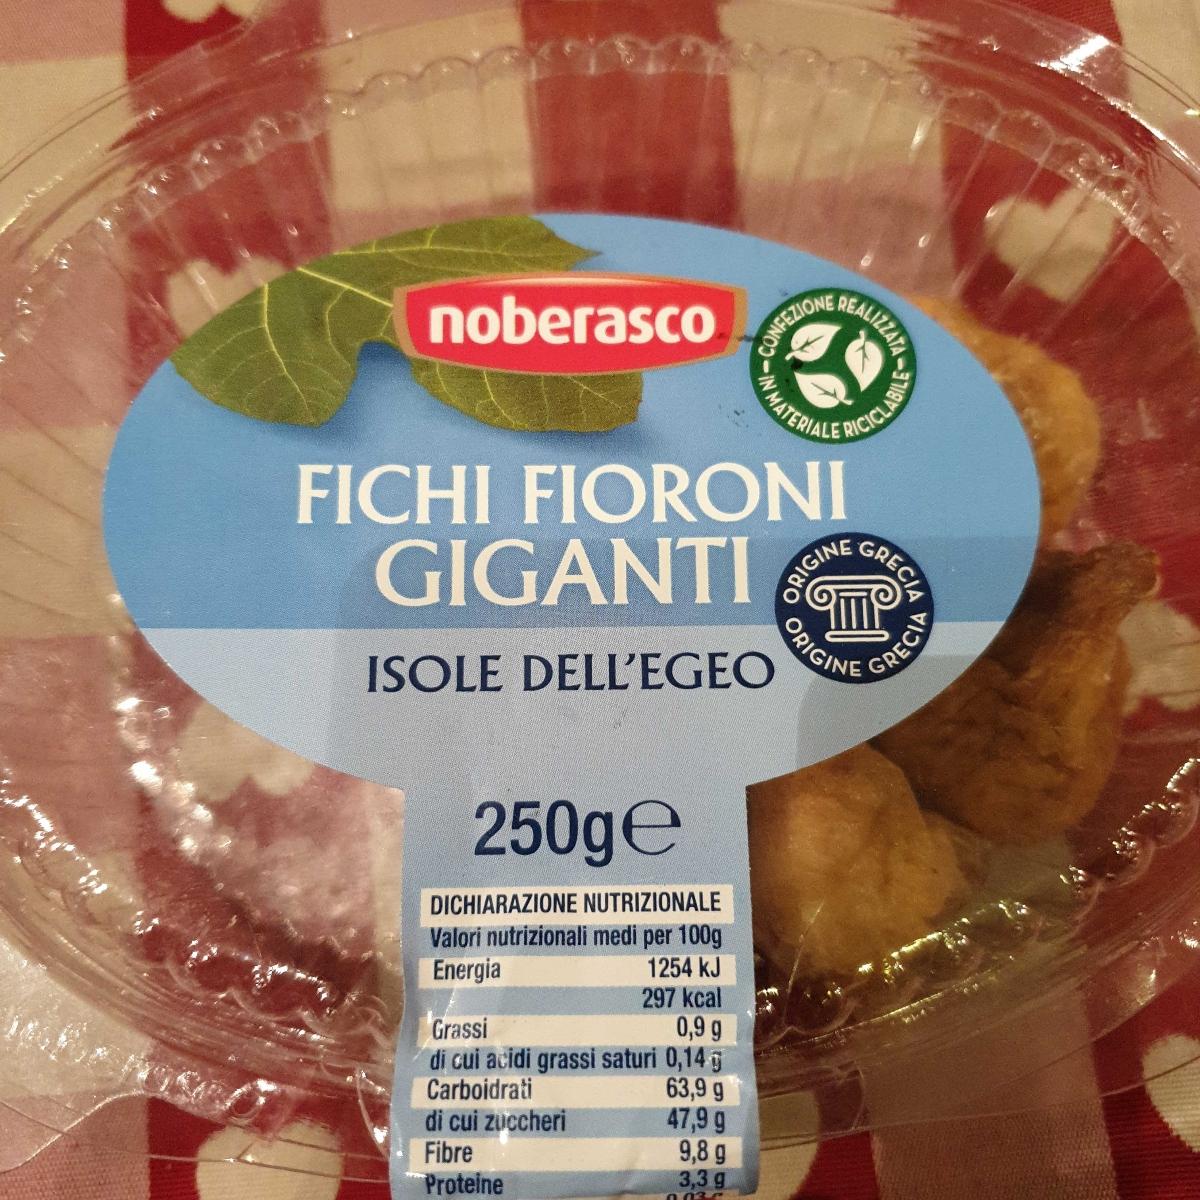 noberasco
CONFEZIONE REALIZZATA
IN MATERIALE RICICLABILE
FICHI FIORONI
GIGANTI
ORIGINE GRECIA
ORIGINE GRECIA
ISOLE DELL'EGEO
250g e
DICHIARAZIONE NUTRIZIONALE
Valori nutrizionali medi per 100g
Energia 1254 kJ
297 kcal
Grassi 0,9 g
di cui acidi grassi saturi 0,14 g
Carboidrati 63,9 g
di cui zuccheri 47,9 g
Fibre 9,8 g
Proteine 3,3 g